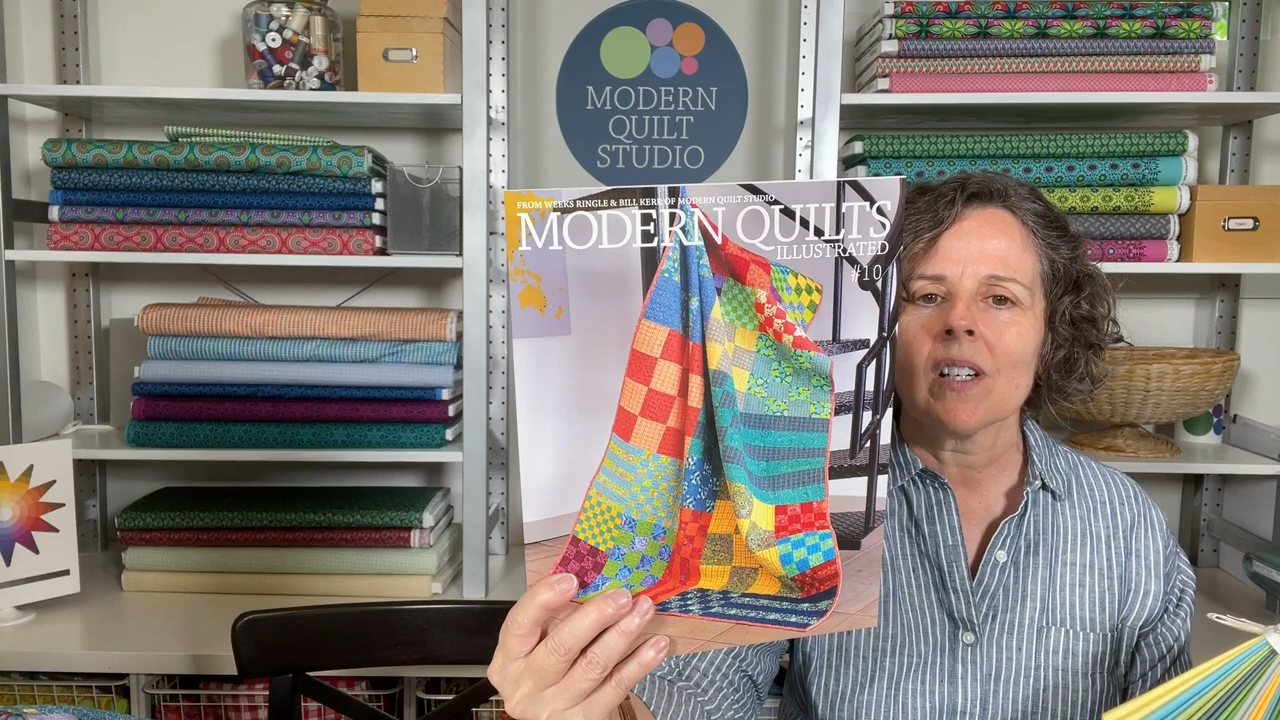 MODERN
QUILT
STUDIO
FROM WEEKS RINGLE & BILL KERR OF MODERN QUILT STUDIO
MODERN QUILTS
ILLUSTRATED
#10